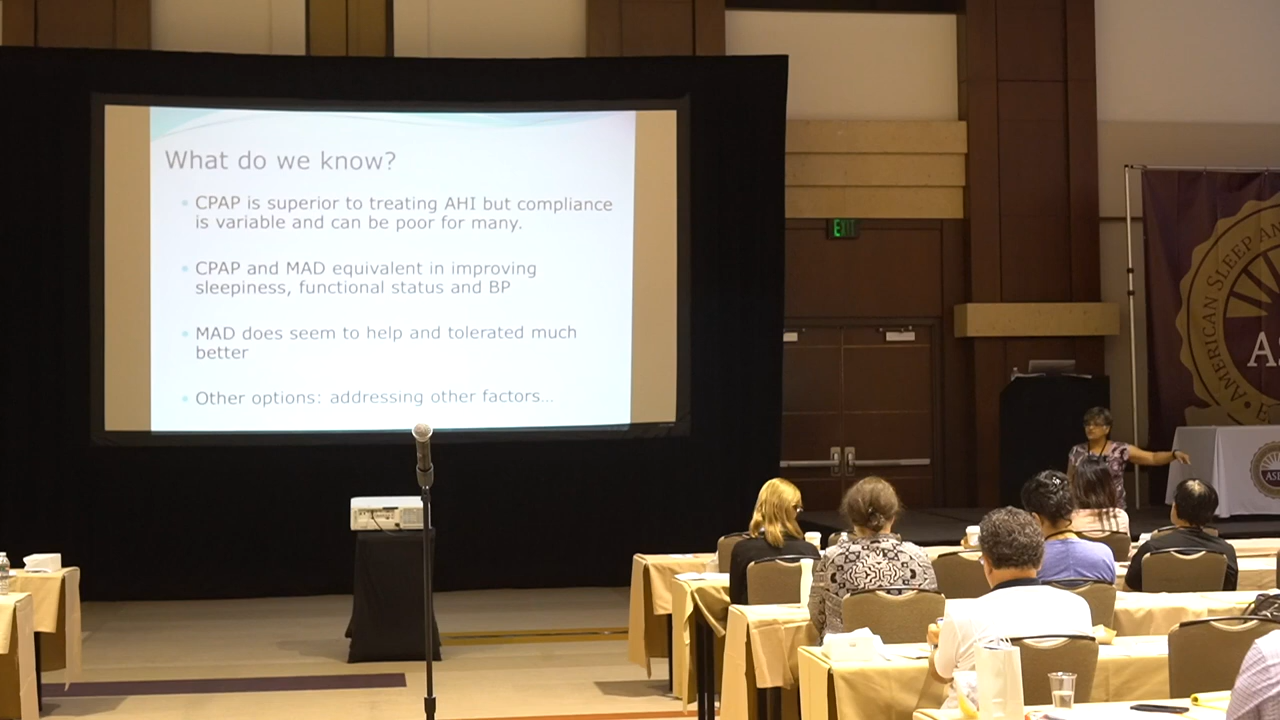 What do we know?
CPAP is superior to treating AHI but compliance
is variable and can be poor for many.
CPAP and MAD equivalent in improving
sleepiness, functional status and BP
MAD does seem to help and tolerated much
better
Other options: addressing other factors...
EXIT
AMERICAN SLEEP AN